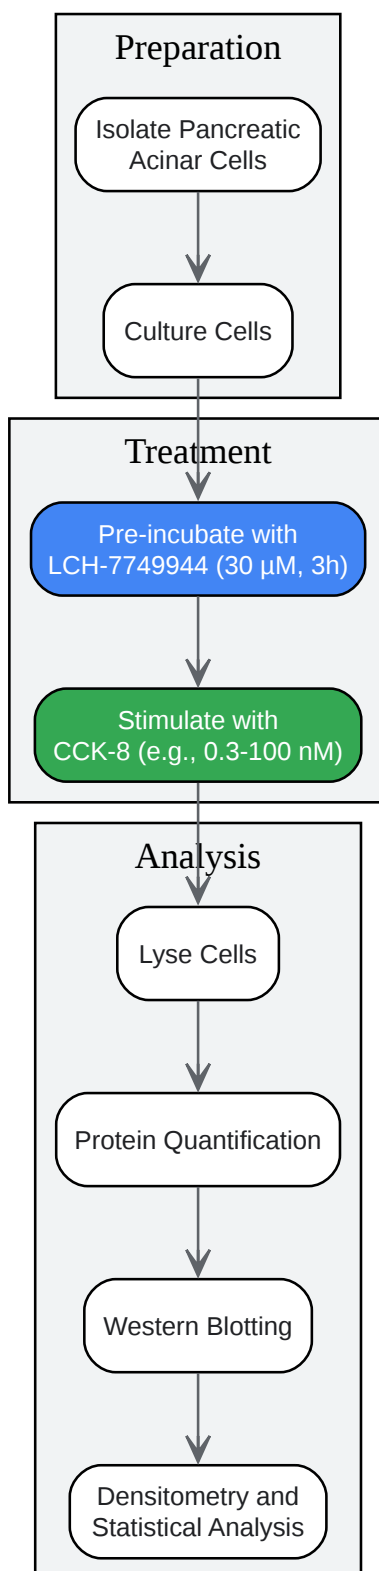 Preparation
Isolate Pancreatic
Acinar Cells
Culture Cells
Treatment
Pre-incubate with
LCH-7749944 (30 µM, 3h)
Stimulate with
CCK-8 (e.g., 0.3-100 nM)
Analysis
Lyse Cells
Protein Quantification
Western Blotting
Densitometry and
Statistical Analysis